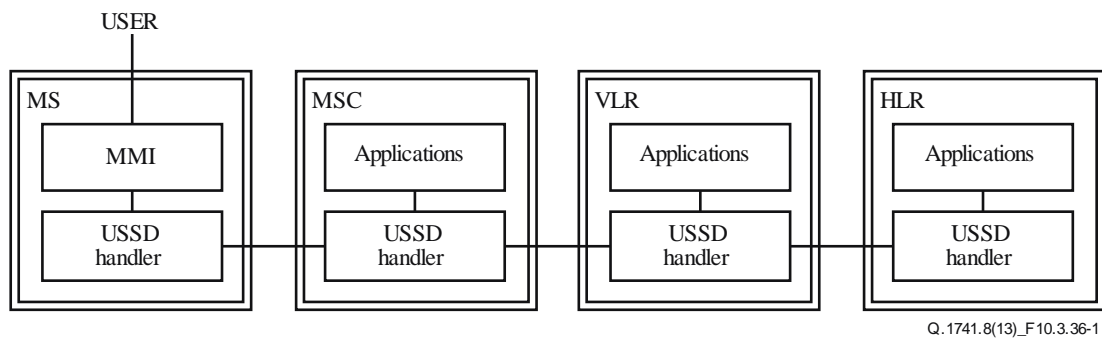 USER
MS
MSC
VLR
HLR
MMI
Applications
Applications
Applications
USSD
handler
USSD
handler
USSD
handler
USSD
handler
Q.1741.8(13)_F10.3.36-1